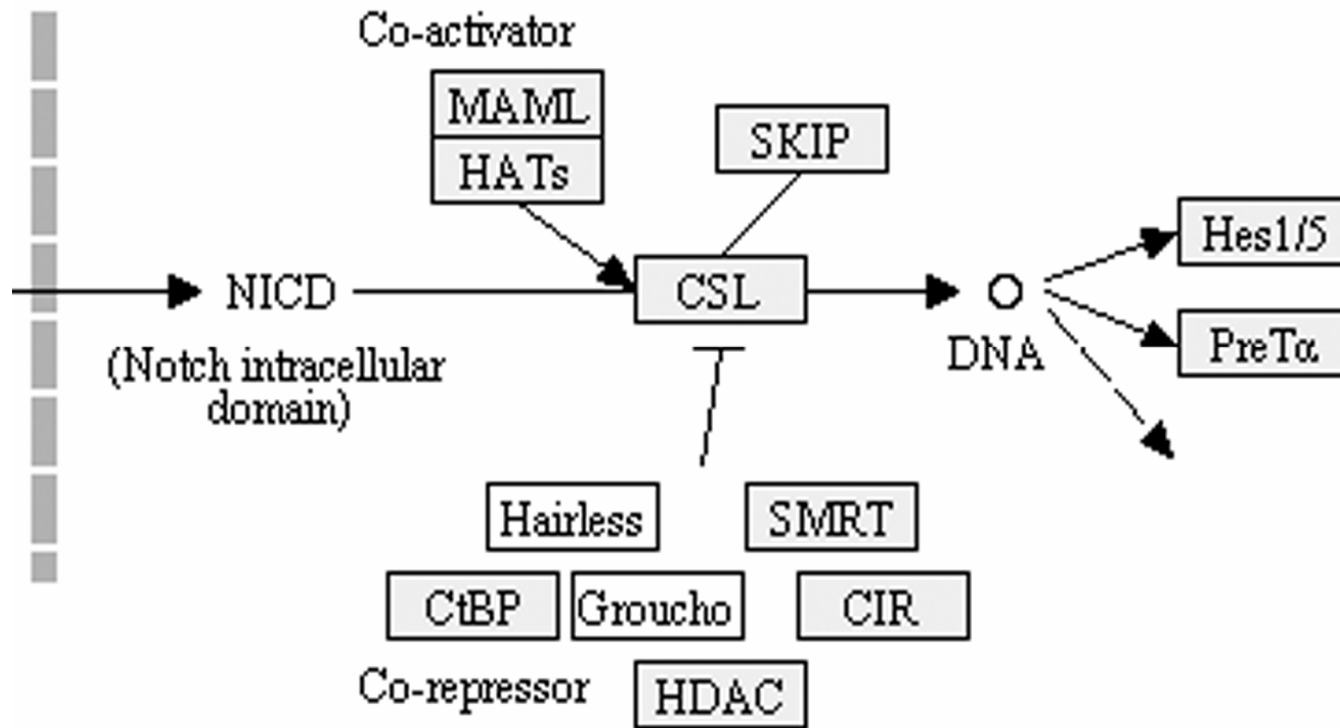 Co-activator
MAML
HATs
SKIP
Hes1/5
NICD
CSL
DNA
PreTα
(Notch intracellular
domain)
Hairless
SMRT
CtBP
Groucho
CIR
Co-repressor
HDAC